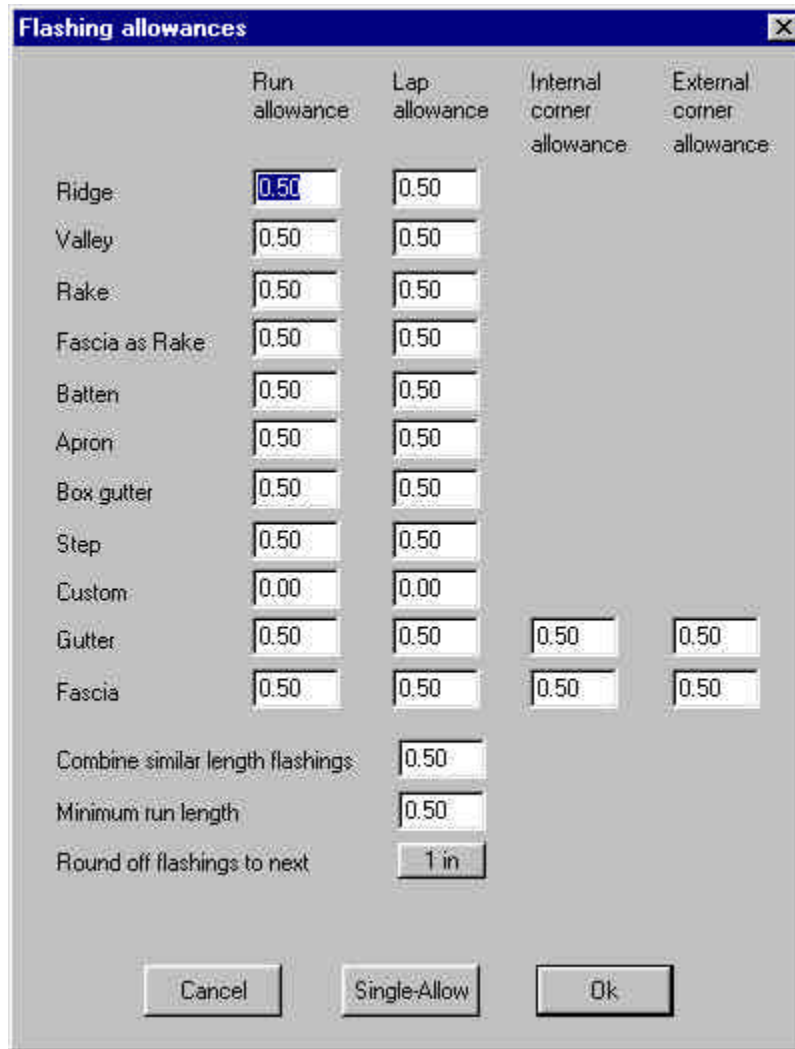 Flashing allowances
Run allowance Lap allowance Internal corner allowance External corner allowance
Ridge 0.50 0.50
Valley 0.50 0.50
Rake 0.50 0.50
Fascia as Rake 0.50 0.50
Batten 0.50 0.50
Apron 0.50 0.50
Box gutter 0.50 0.50
Step 0.50 0.50
Custom 0.00 0.00
Gutter 0.50 0.50 0.50 0.50
Fascia 0.50 0.50 0.50 0.50
Combine similar length flashings 0.50
Minimum run length 0.50
Round off flashings to next 1 in
Cancel Single-Allow Ok